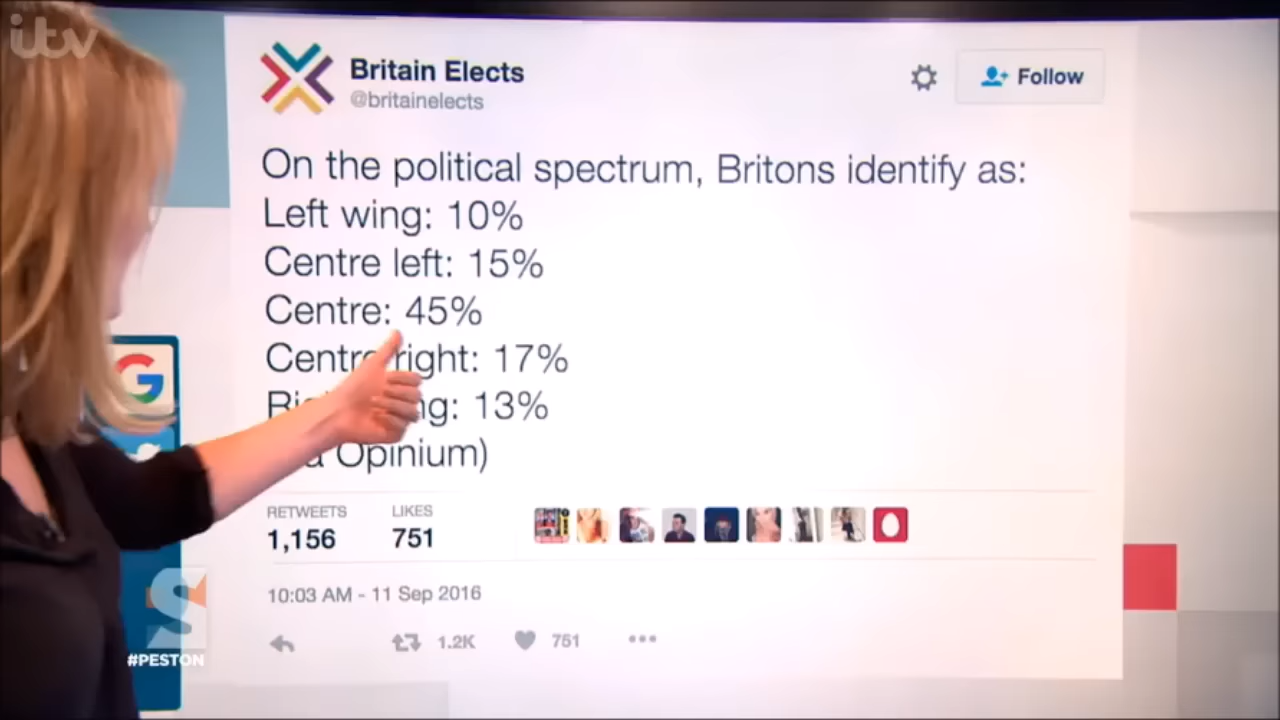 itv
Britain Elects
@britainelects
Follow
On the political spectrum, Britons identify as:
Left wing: 10%
Centre left: 15%
Centre: 45%
Centre right: 17%
ng: 13%
Opinium)
RETWEETS
LIKES
1,156
751
10:03 AM - 11 Sep 2016
1.2K
751
G
S
#PESTON